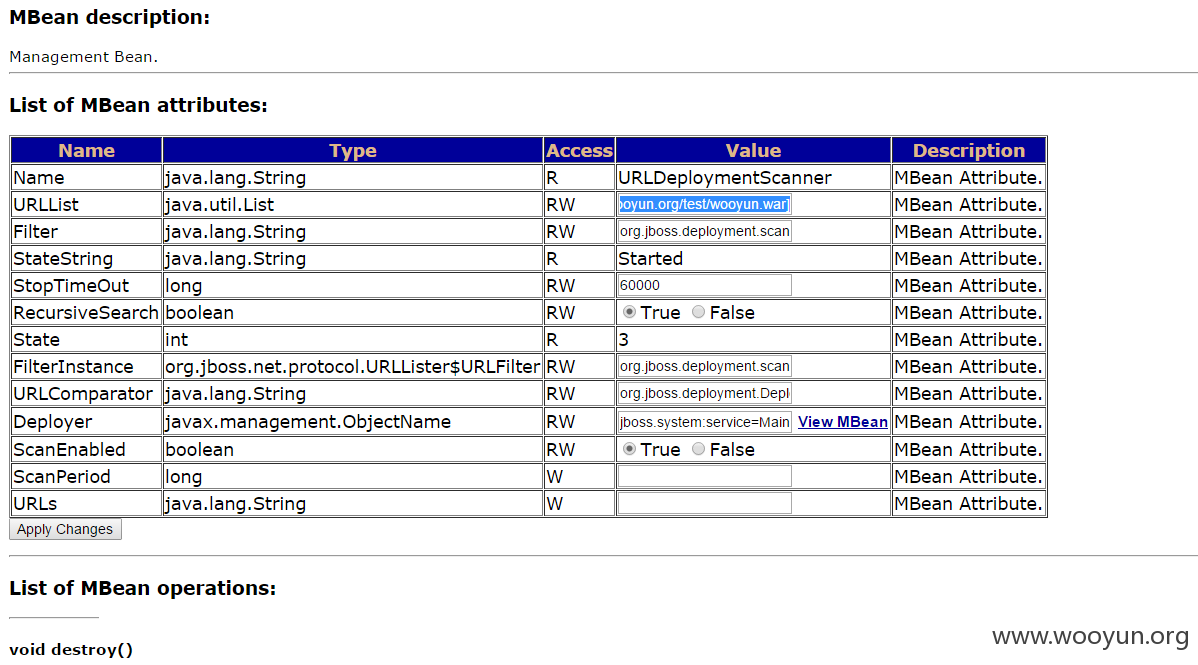 MBean description:
Management Bean.
List of MBean attributes:
Name Type Access Value Description
Name java.lang.String R URLDeploymentScanner MBean Attribute.
URLList java.util.List RW ooyun.org/test/wooyun.war] MBean Attribute.
Filter java.lang.String RW org.jboss.deployment.scan MBean Attribute.
StateString java.lang.String R Started MBean Attribute.
StopTimeOut long RW 60000 MBean Attribute.
RecursiveSearch boolean RW True False MBean Attribute.
State int R 3 MBean Attribute.
FilterInstance org.jboss.net.protocol.URLLister$URLFilter RW org.jboss.deployment.scan MBean Attribute.
URLComparator java.lang.String RW org.jboss.deployment.Depl MBean Attribute.
Deployer javax.management.ObjectName RW jboss.system:service=Main View MBean MBean Attribute.
ScanEnabled boolean RW True False MBean Attribute.
ScanPeriod long W MBean Attribute.
URLs java.lang.String W MBean Attribute.
Apply Changes
List of MBean operations:
void destroy()
www.wooyun.org